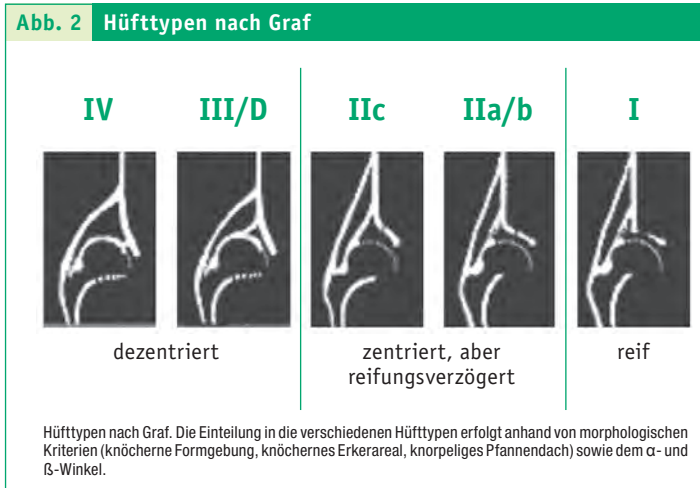 Abb. 2 Hüfttypen nach Graf
IV III/D IIc IIa/b I
dezentriert zentriert, aber reif
reifungsverzögert
Hüfttypen nach Graf. Die Einteilung in die verschiedenen Hüfttypen erfolgt anhand von morphologischen
Kriterien (knöcherne Formgebung, knöchernes Erkerareal, knorpeliges Pfannendach) sowie dem α- und
ß-Winkel.